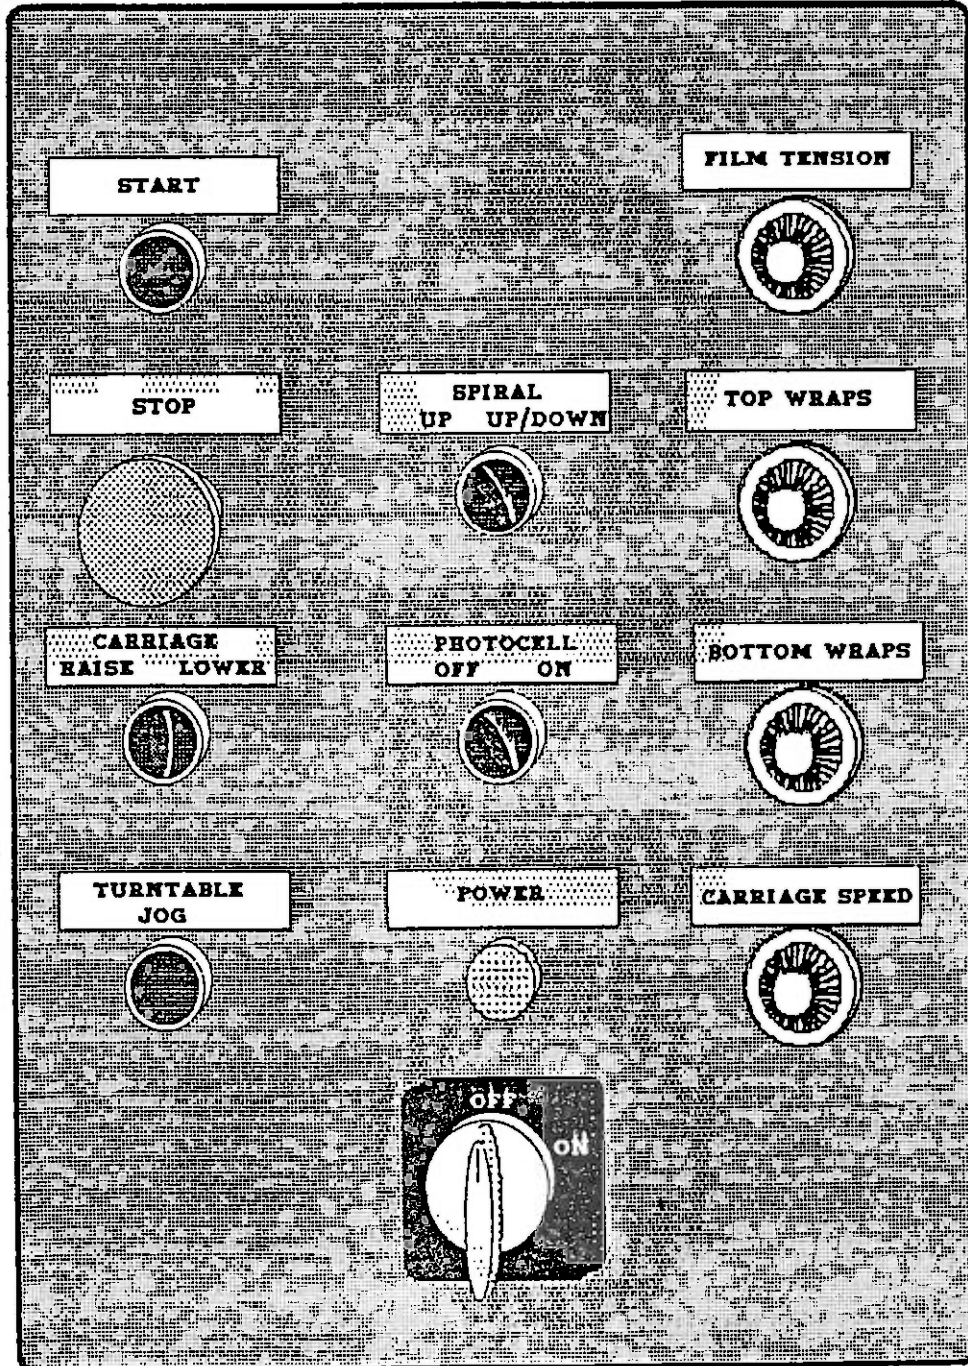 FILM TENSION
START
STOP
SPIRAL
UP UP/DOWN
TOP WRAPS
CARRIAGE
RAISE LOWER
PHOTOCELL
OFF ON
BOTTOM WRAPS
TURNTABLE
JOG
POWER
CARRIAGE SPEED
OFF
ON